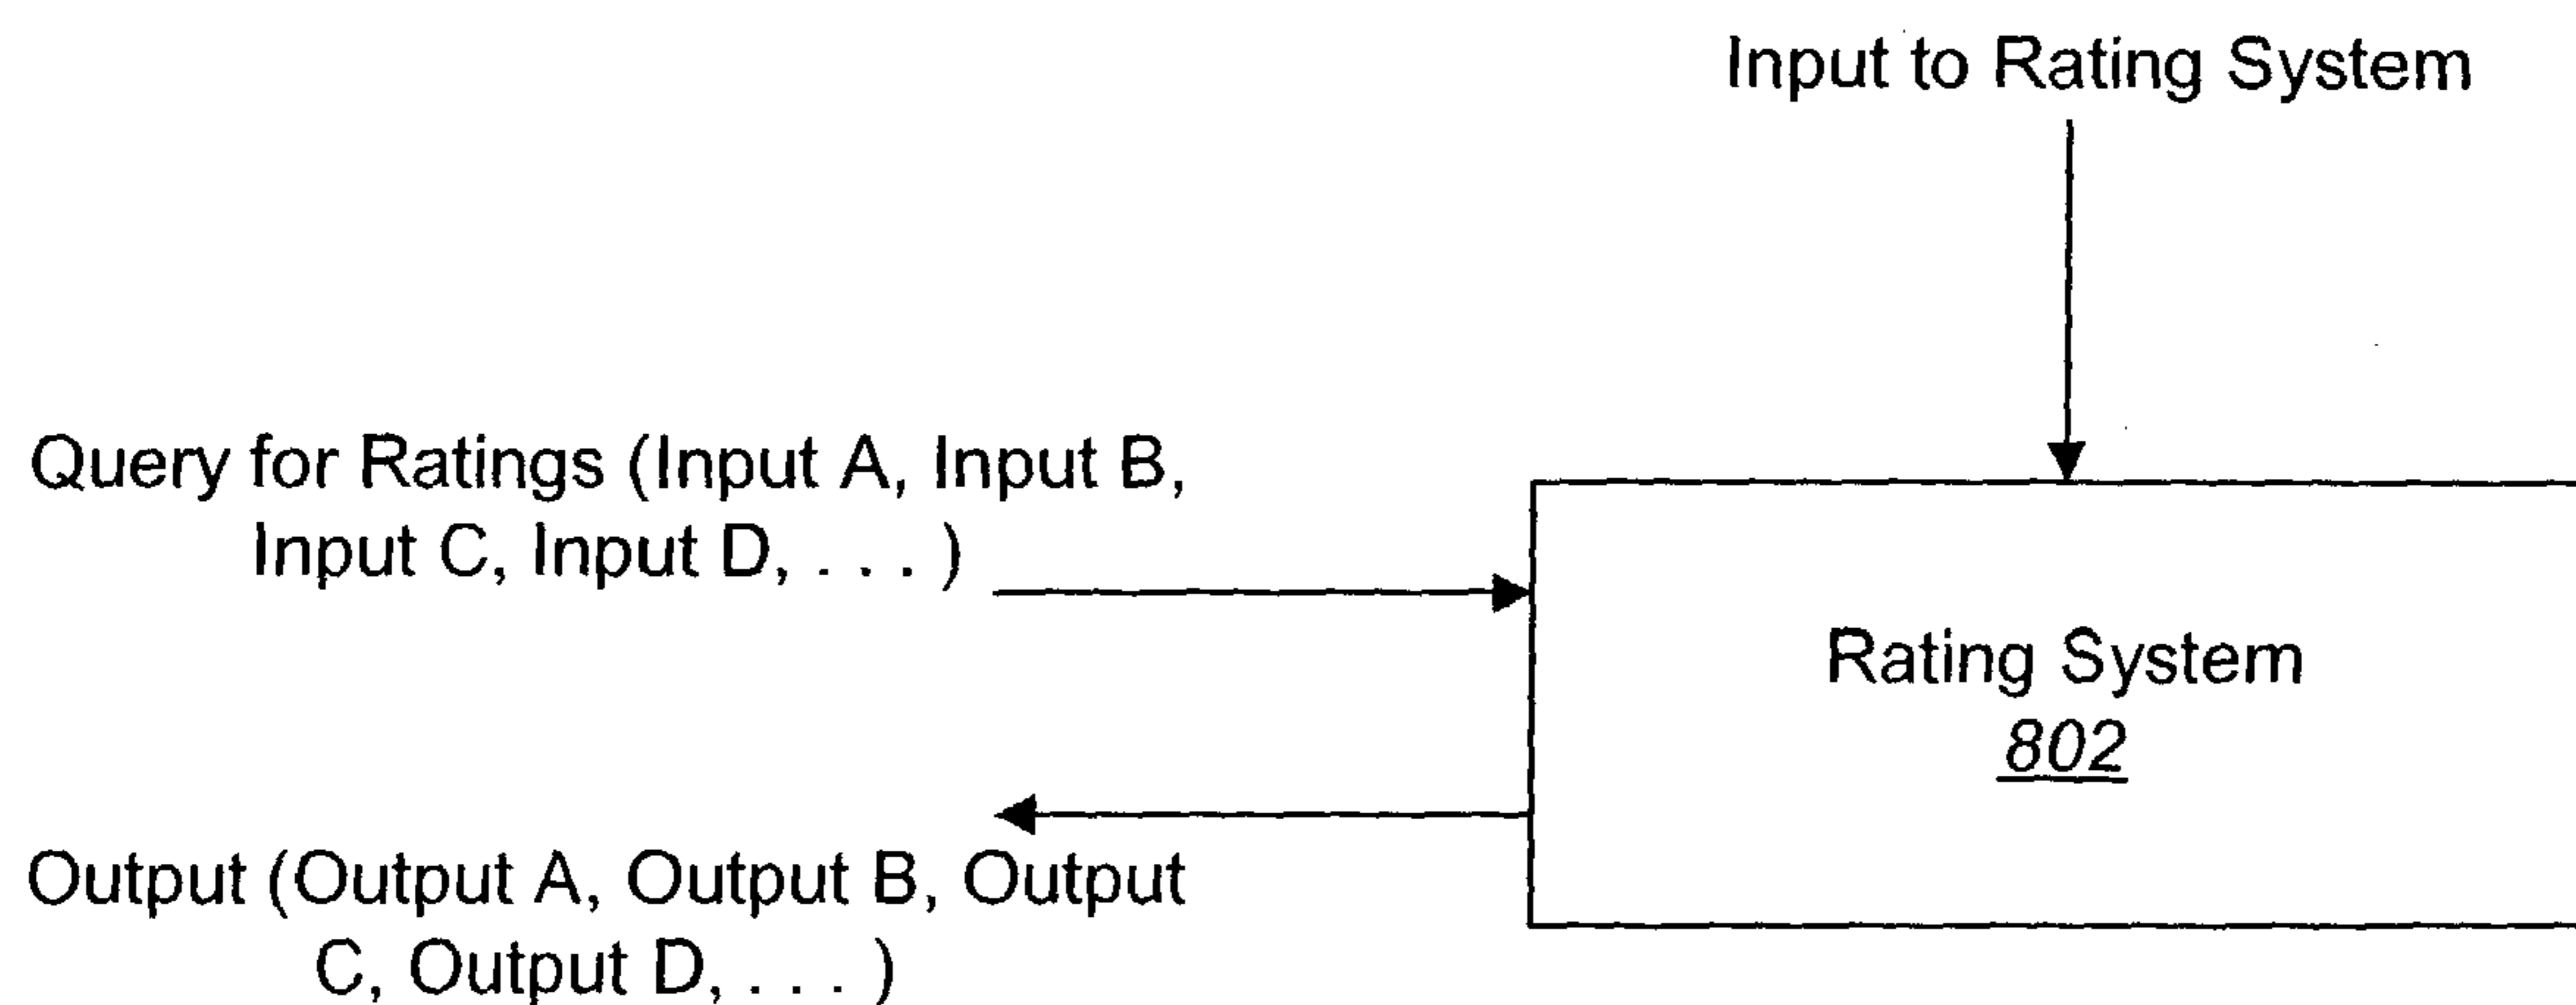 Input to Rating System
Query for Ratings (Input A, Input B,
Input C, Input D, . . . )
Rating System
802
Output (Output A, Output B, Output
C, Output D, . . . )